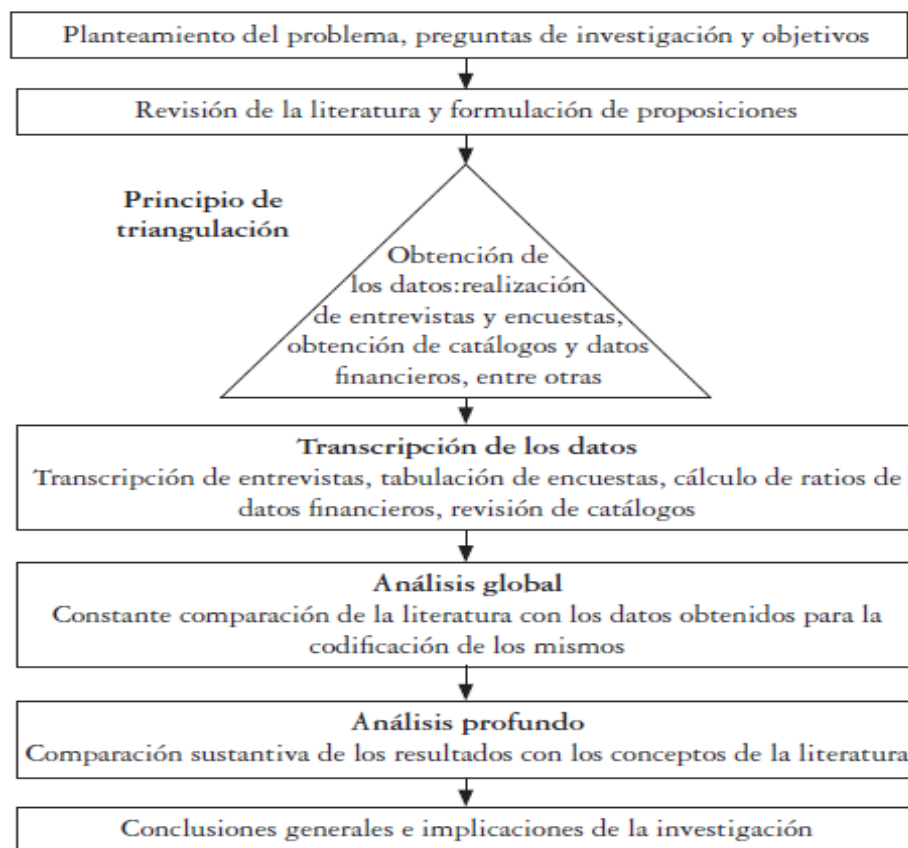 Planteamiento del problema, preguntas de investigación y objetivos
Revisión de la literatura y formulación de proposiciones
Principio de
triangulación
Obtención de
los datos:realización
de entrevistas y encuestas,
obtención de catálogos y datos
financieros, entre otras
Transcripción de los datos
Transcripción de entrevistas, tabulación de encuestas, cálculo de ratios de
datos financieros, revisión de catálogos
Análisis global
Constante comparación de la literatura con los datos obtenidos para la
codificación de los mismos
Análisis profundo
Comparación sustantiva de los resultados con los conceptos de la literatura
Conclusiones generales e implicaciones de la investigación